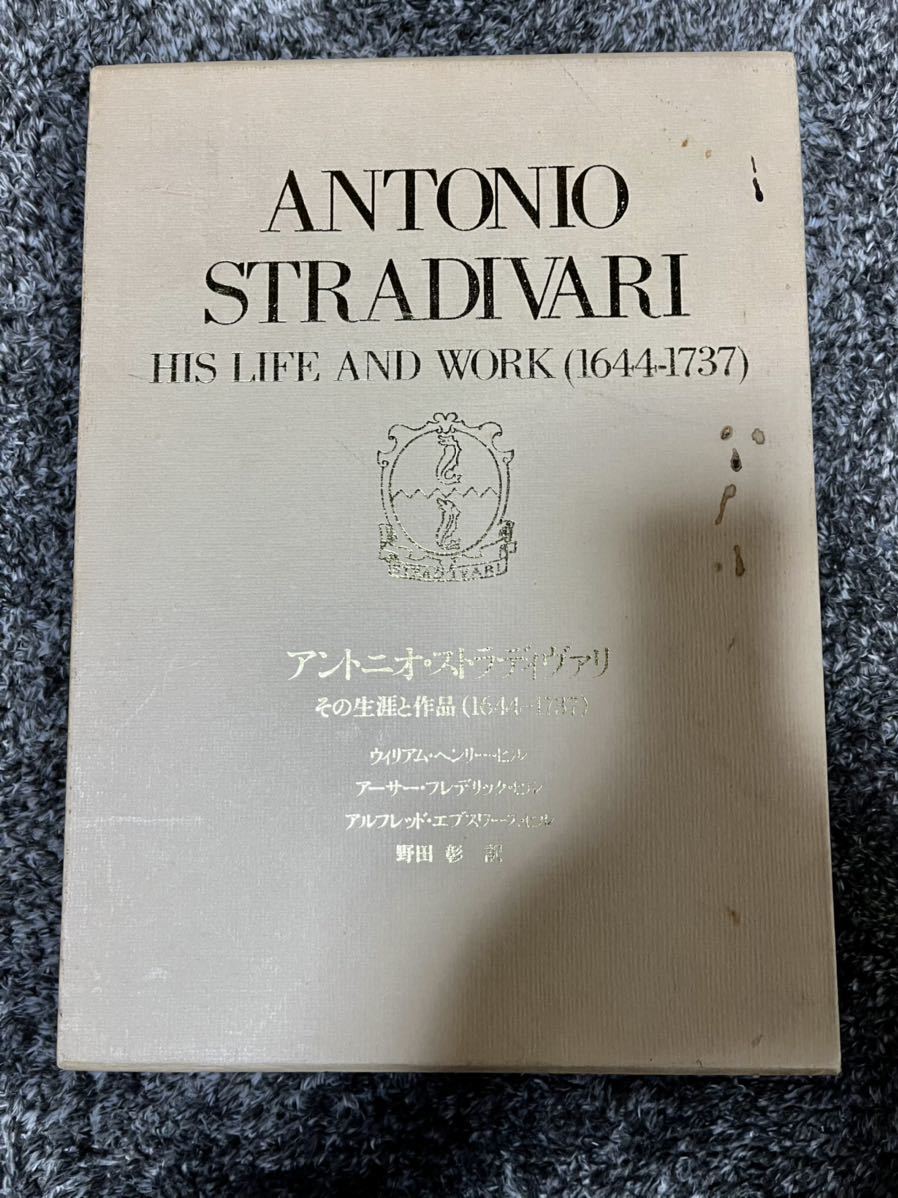 ANTONIO
STRADIVARI
HIS LIFE AND WORK (1644-1737)
STRADIVARI
アントニオ・ストラディヴァリ
その生涯と作品(1644-1737)
ウィリアム・ヘンリー・ヒル
アーサー・フレデリック・ヒル
アルフレッド・エブスワース・ヒル
野田 彰 訳